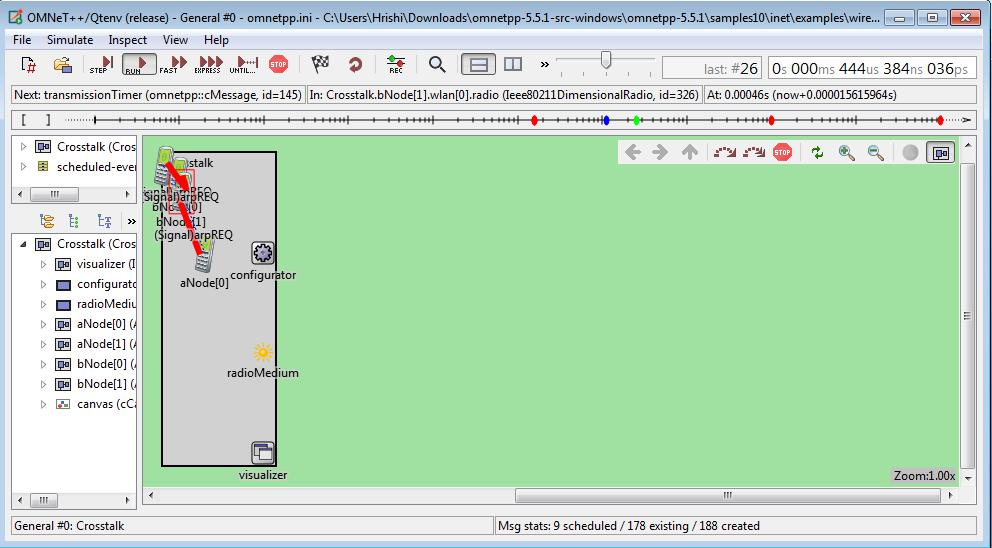 OMNeT++/Qtenv (release) - General #0 - omnetpp.ini - C:\Users\Hrishi\Downloads\omnetpp-5.5.1-src-windows\omnetpp-5.5.1\samples10\inet\examples\wire...
File Simulate Inspect View Help
STEP RUN FAST EXPRESS UNTIL... STOP REC » last: #26 0s 000ms 444us 384ns 036ps
Next: transmissionTimer (omnetpp::cMessage, id=145) In: Crosstalk.bNode[1].wlan[0].radio (Ieee80211DimensionalRadio, id=326) At: 0.00046s (now+0.000015615964s)
[ ]
Crosstalk (Cros
scheduled-eve
»
Crosstalk (Cros
visualizer (I
configurato
radioMediu
aNode[0] (A
aNode[1] (A
bNode[0] (A
bNode[1] (A
canvas (cCa
STOP
stalk
(Signal)arpREQ
bNode[0]
bNode[1]
(Signal)arpREQ
aNode[0]
configurator
radioMedium
visualizer
Zoom:1.00x
General #0: Crosstalk Msg stats: 9 scheduled / 178 existing / 188 created